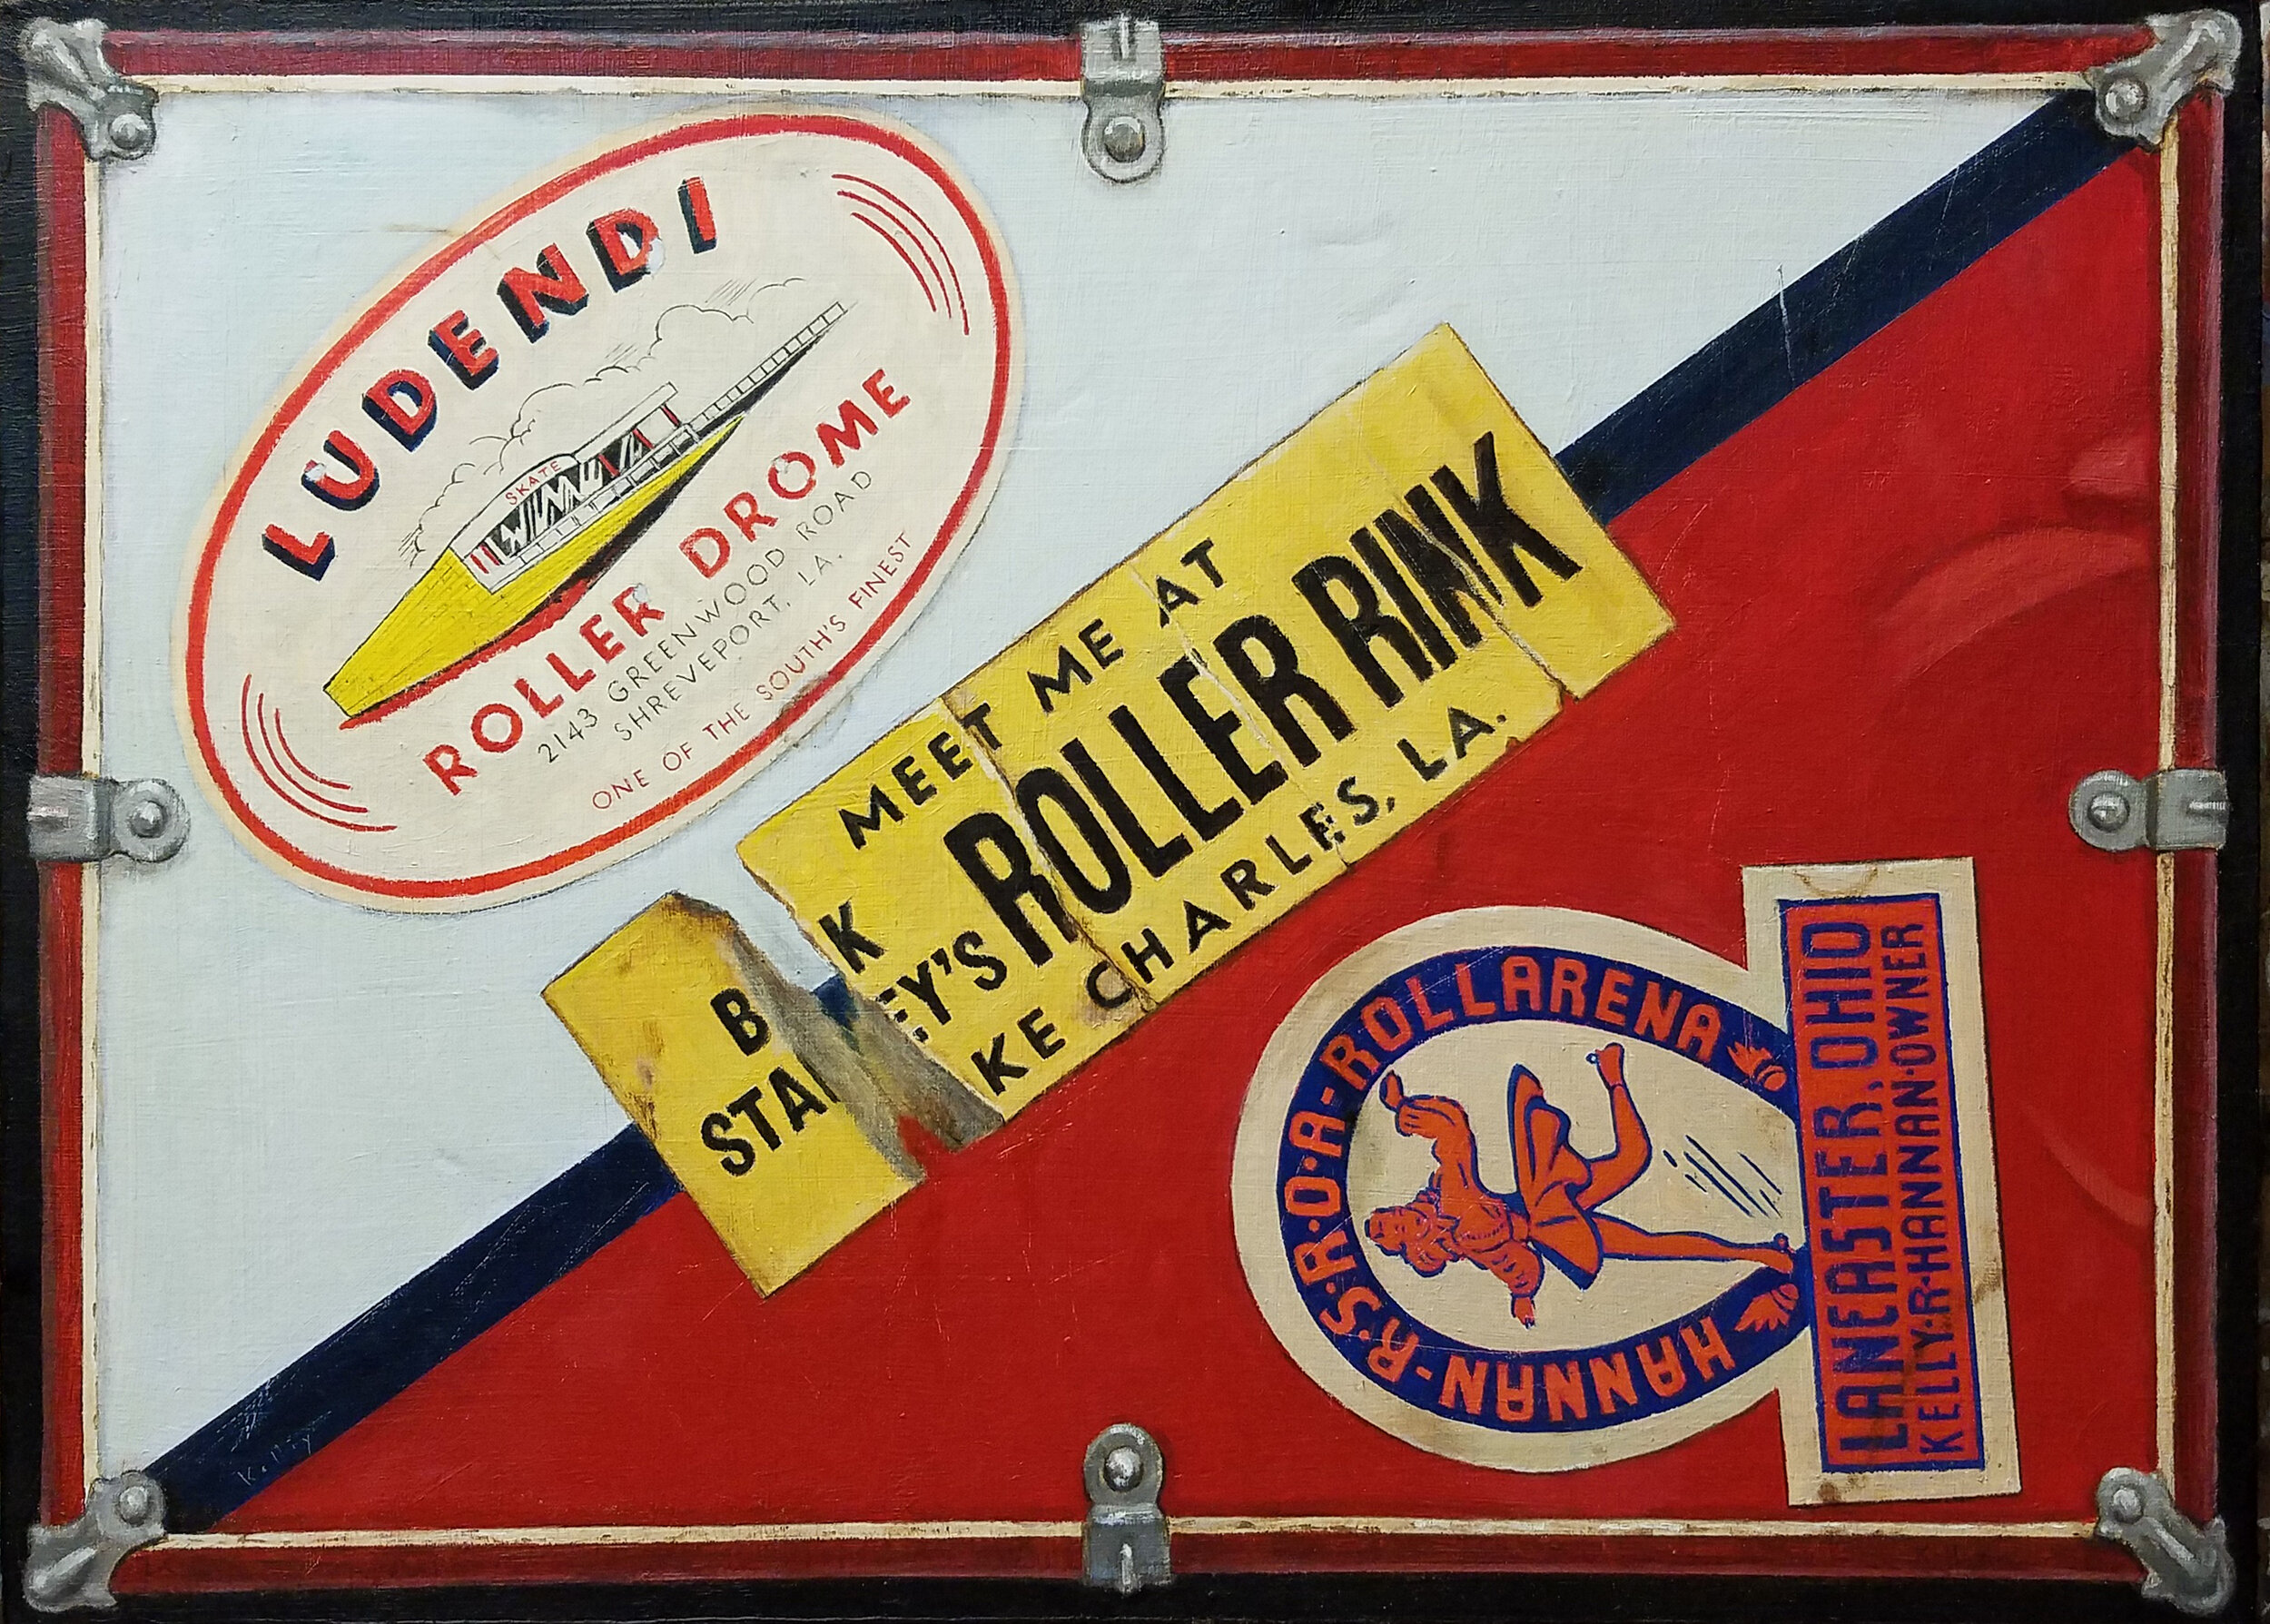 LUDENDI
SKATE
ROLLER DROME
2143 GREENWOOD ROAD
SHREVEPORT, LA.
ONE OF THE SOUTH'S FINEST
MEET ME AT
B K
STA EY'S ROLLER RINK
KE CHARLES, LA.
HANNAN-R·S·R·O·A-ROLLARENA
LANCASTER, OHIO
KELLY·R·HANNAN·OWNER